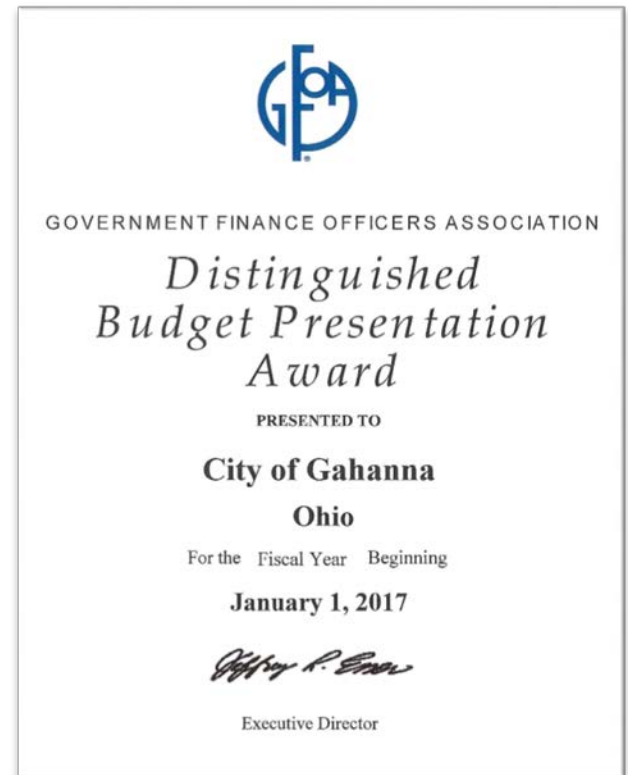 GFOA
GOVERNMENT FINANCE OFFICERS ASSOCIATION
Distinguished
Budget Presentation
Award
PRESENTED TO
City of Gahanna
Ohio
For the Fiscal Year Beginning
January 1, 2017
Executive Director